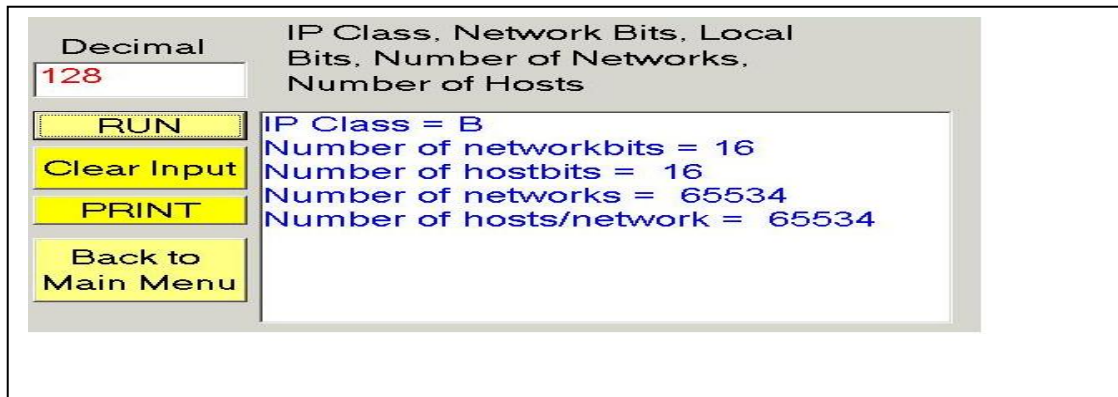 Decimal
128
RUN
Clear Input
PRINT
Back to
Main Menu
IP Class, Network Bits, Local
Bits, Number of Networks,
Number of Hosts
IP Class = B
Number of networkbits = 16
Number of hostbits =  16
Number of networks =  65534
Number of hosts/network =  65534